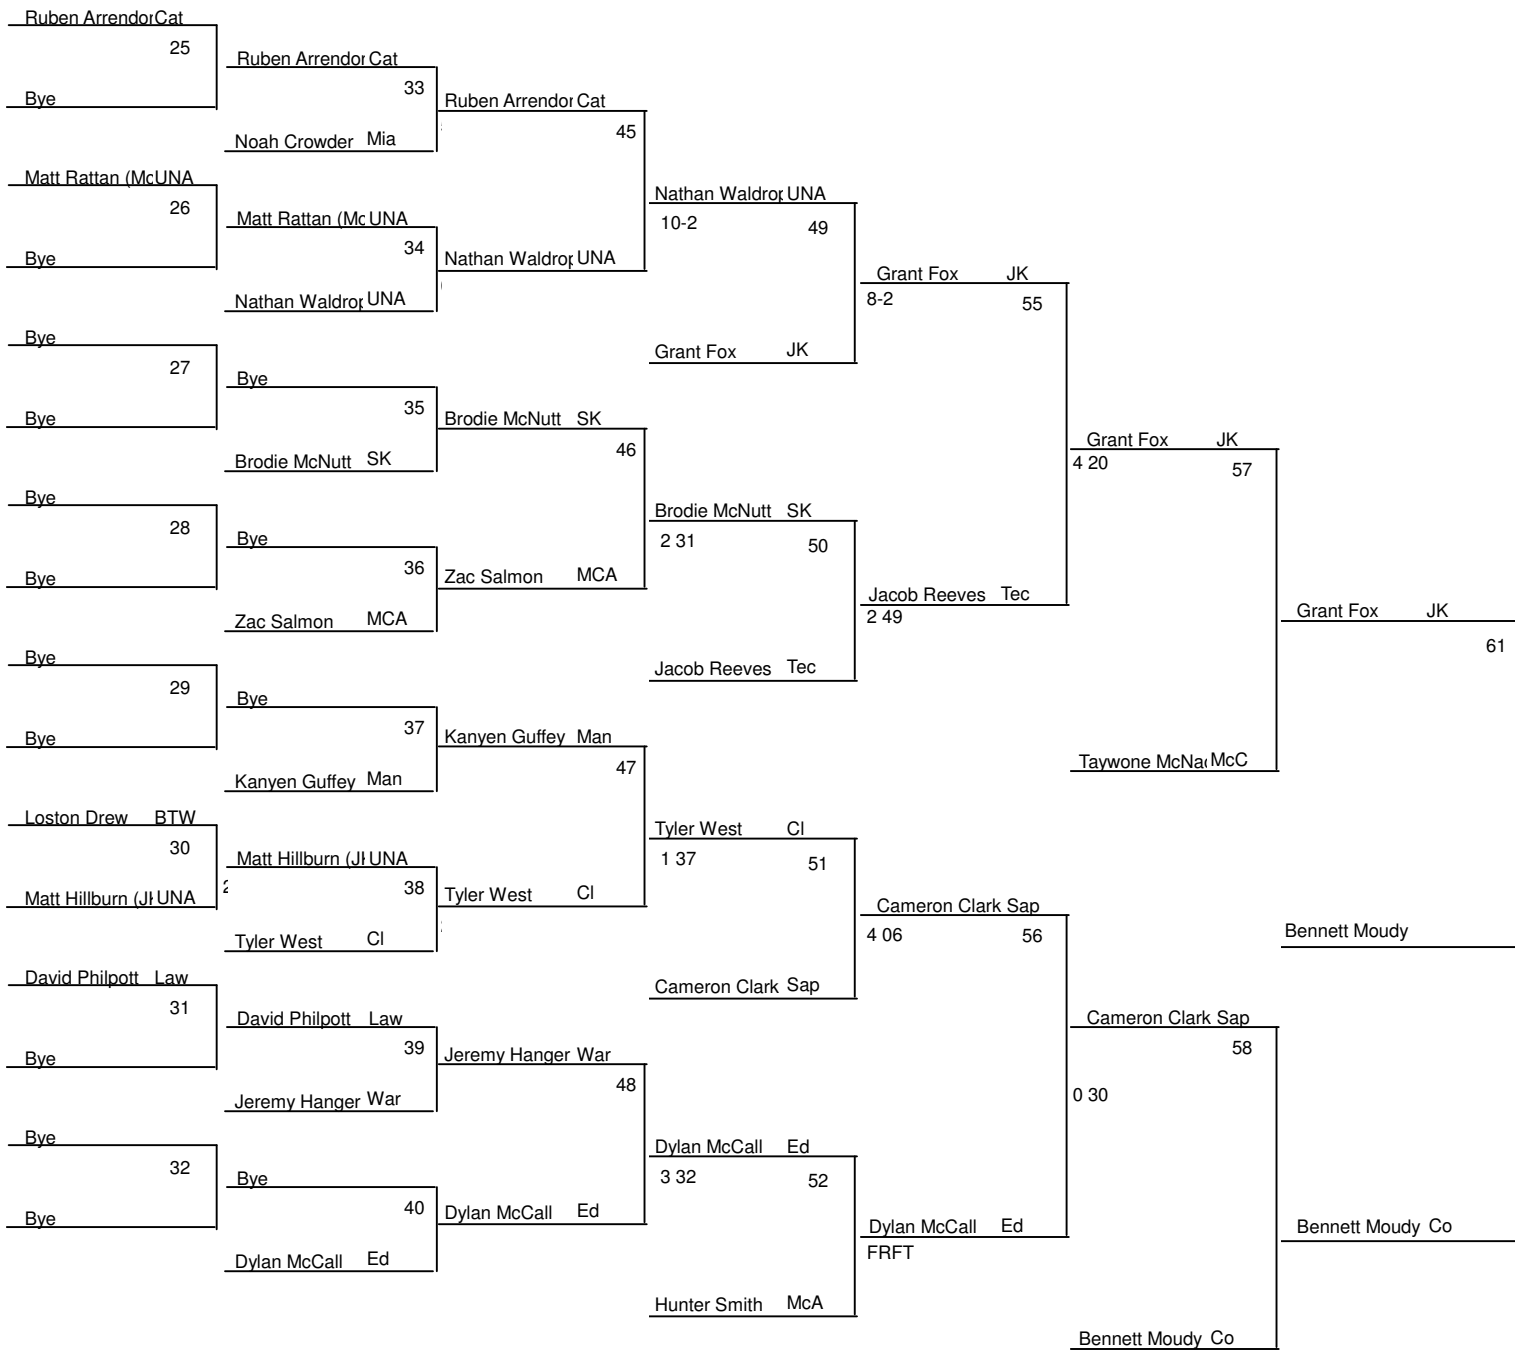 Ruben Arrendor Cat
25
Bye
Matt Rattan (Mc UNA
26
Bye
Bye
27
Bye
Bye
28
Bye
Bye
29
Bye
Loston Drew BTW
30
Matt Hillburn (JH UNA
David Philpott Law
31
Bye
Bye
32
Bye
Ruben Arrendor Cat
33
Noah Crowder Mia
Matt Rattan (Mc UNA
34
Nathan Waldrop UNA
Bye
35
Brodie McNutt SK
Bye
36
Zac Salmon MCA
Bye
37
Kanyen Guffey Man
2
Matt Hillburn (JH UNA
38
Tyler West Cl
David Philpott Law
39
Jeremy Hanger War
Bye
40
Dylan McCall Ed
Ruben Arrendor Cat
45
Nathan Waldrop UNA
Brodie McNutt SK
46
Zac Salmon MCA
Kanyen Guffey Man
47
Tyler West Cl
Jeremy Hanger War
48
Dylan McCall Ed
Nathan Waldrop UNA
10-2 49
Grant Fox JK
Brodie McNutt SK
2 31 50
Jacob Reeves Tec
Tyler West Cl
1 37 51
Cameron Clark Sap
Dylan McCall Ed
3 32 52
Hunter Smith McA
Grant Fox JK
8-2 55
Jacob Reeves Tec
2 49
Cameron Clark Sap
4 06 56
Dylan McCall Ed
FRFT
Grant Fox JK
4 20 57
Taywone McNac McC
Cameron Clark Sap
58
0 30
Bennett Moudy Co
Grant Fox JK
61
Bennett Moudy
Bennett Moudy Co